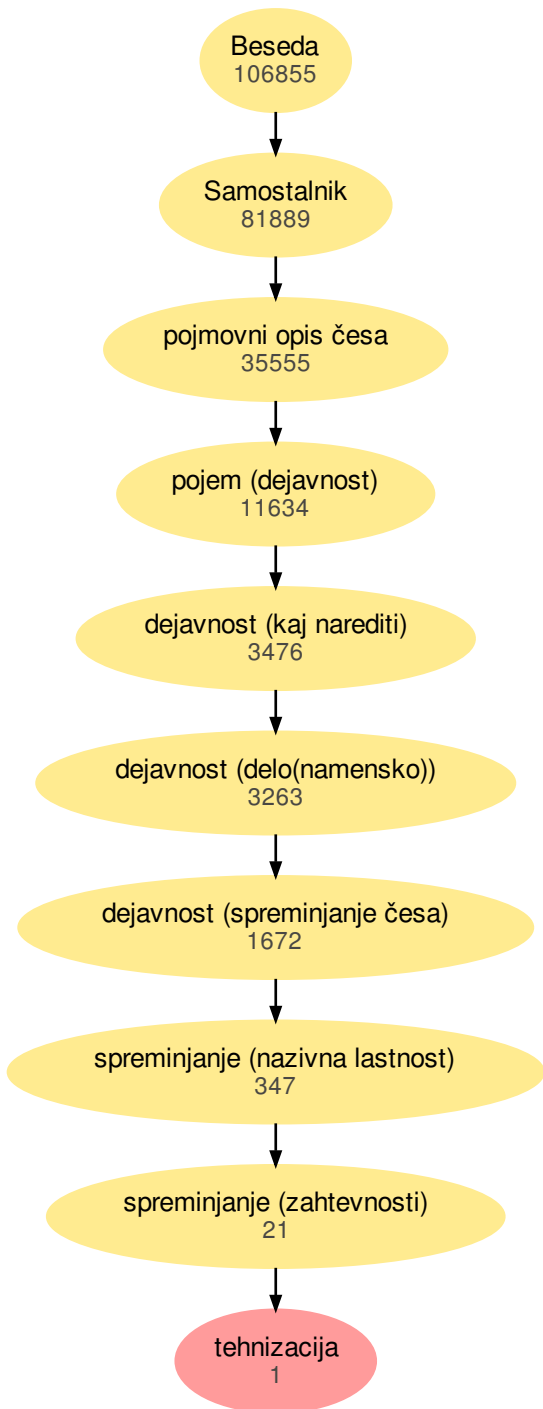 Beseda
106855
Samostalnik
81889
pojmovni opis česa
35555
pojem (dejavnost)
11634
dejavnost (kaj narediti)
3476
dejavnost (delo(namensko))
3263
dejavnost (spreminjanje česa)
1672
spreminjanje (nazivna lastnost)
347
spreminjanje (zahtevnosti)
21
tehnizacija
1